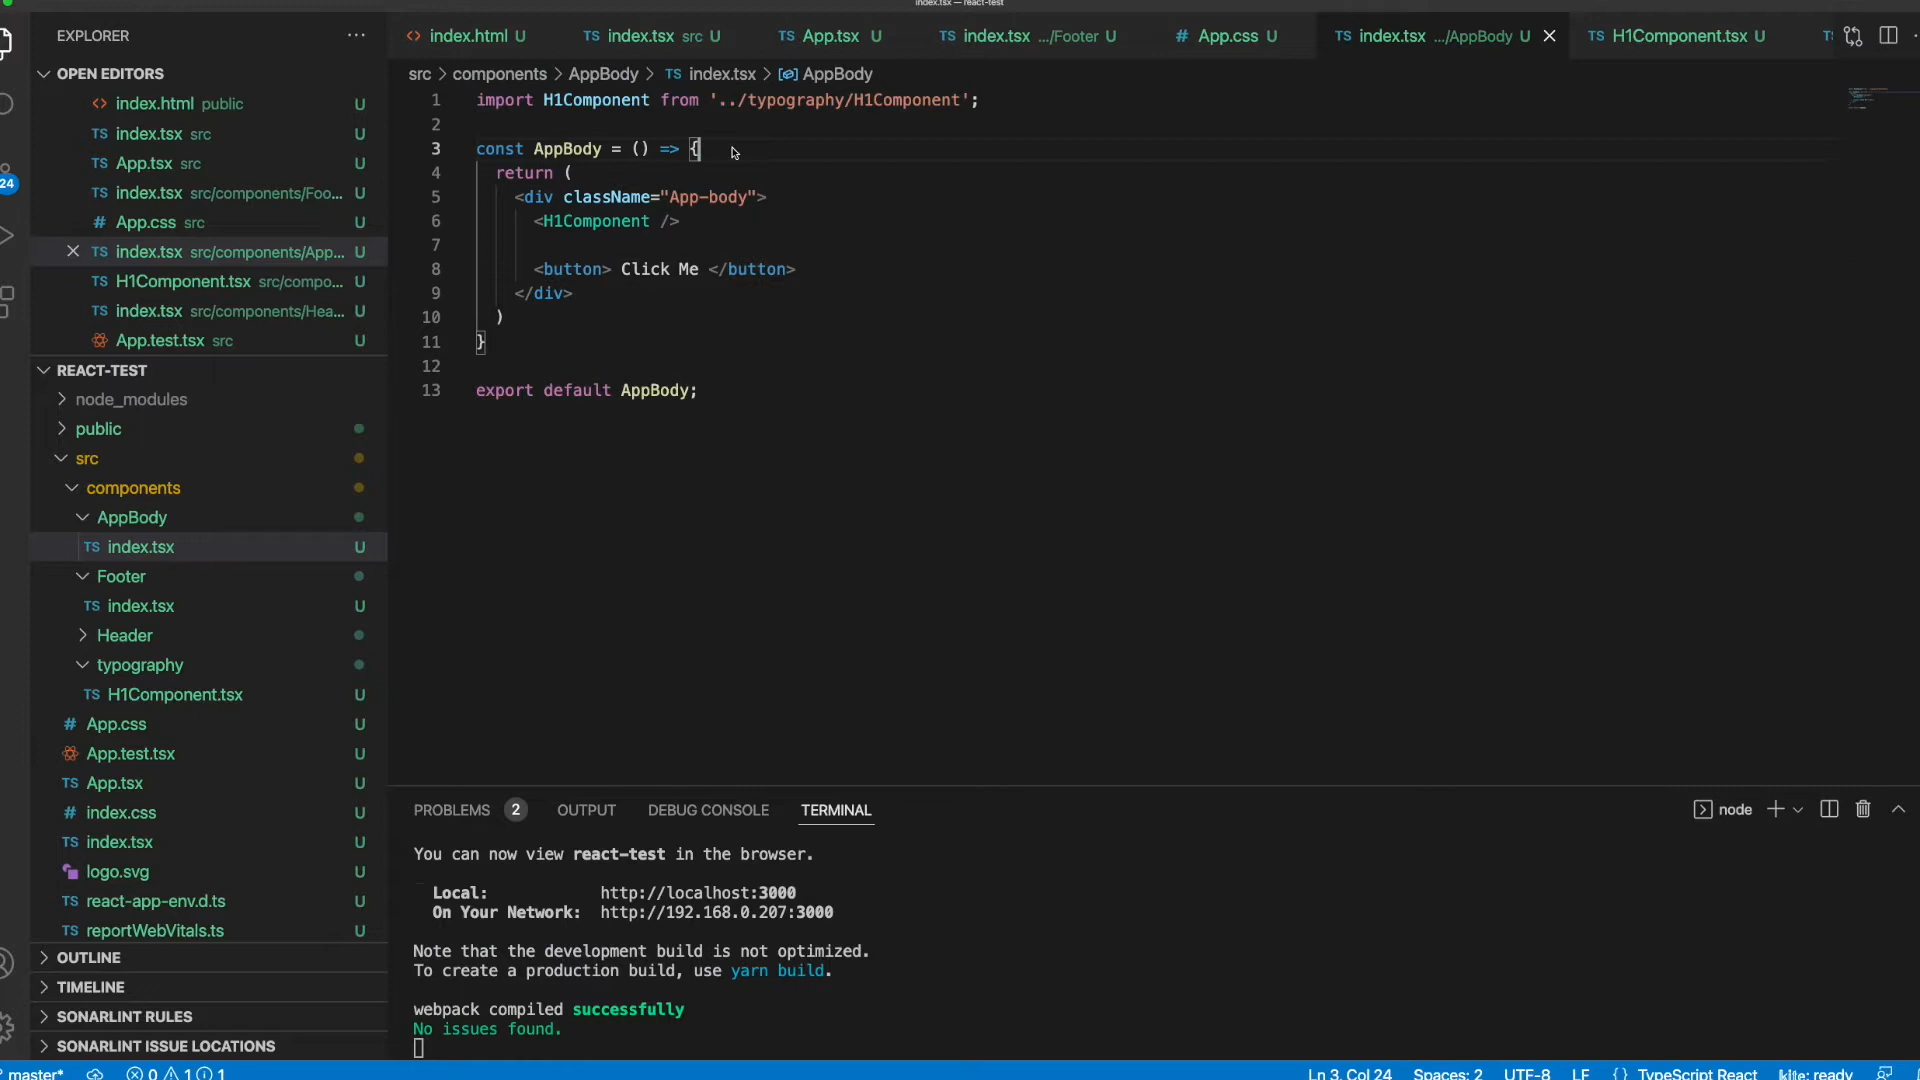 index.tsx — react-test
EXPLORER ...
OPEN EDITORS
<> index.html public U
TS index.tsx src U
TS App.tsx src U
TS index.tsx src/components/Foo... U
# App.css src U
TS index.tsx src/components/App... U
TS H1Component.tsx src/compo... U
TS index.tsx src/components/Hea... U
App.test.tsx src U
REACT-TEST
node_modules
public
src
components
AppBody
TS index.tsx U
Footer
TS index.tsx U
Header
typography
TS H1Component.tsx U
# App.css U
App.test.tsx U
TS App.tsx U
# index.css U
TS index.tsx U
logo.svg U
TS react-app-env.d.ts U
TS reportWebVitals.ts U
OUTLINE
TIMELINE
SONARLINT RULES
SONARLINT ISSUE LOCATIONS
24
<> index.html U TS index.tsx src U TS App.tsx U TS index.tsx .../Footer U # App.css U TS index.tsx .../AppBody U TS H1Component.tsx U
src > components > AppBody > TS index.tsx > AppBody
1 import H1Component from '../typography/H1Component';
2
3 const AppBody = () => {
4 return (
5 <div className="App-body">
6 <H1Component />
7
8 <button> Click Me </button>
9 </div>
10 )
11 }
12
13 export default AppBody;
PROBLEMS 2 OUTPUT DEBUG CONSOLE TERMINAL node
You can now view react-test in the browser.
Local: http://localhost:3000
On Your Network: http://192.168.0.207:3000
Note that the development build is not optimized.
To create a production build, use yarn build.
webpack compiled successfully
No issues found.
master* 0 1 1 Ln 3, Col 24 Spaces: 2 UTF-8 LF {} TypeScript React kite: ready